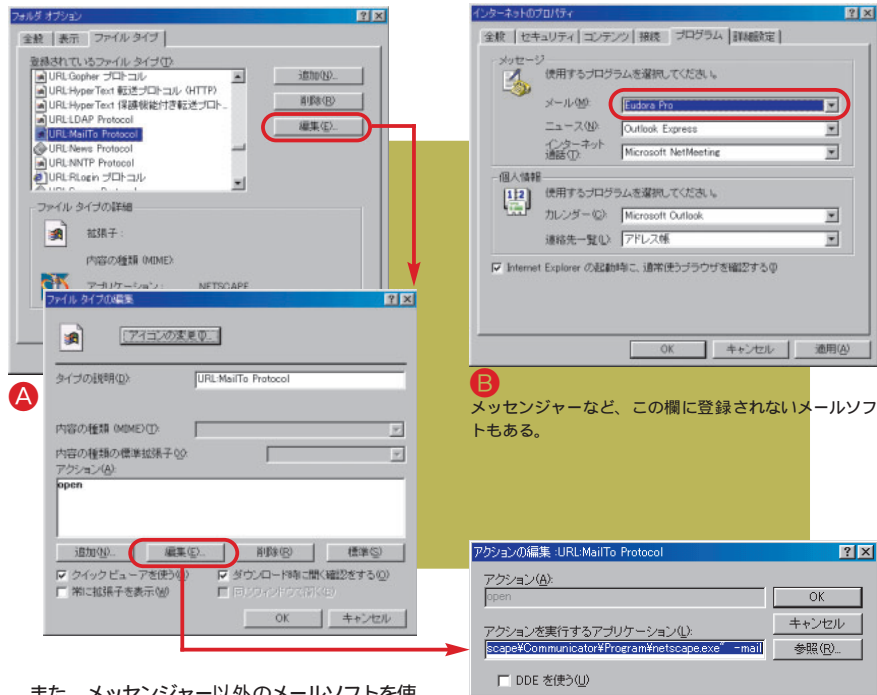 フォルダ オプション
全般 表示 ファイル タイプ
登録されているファイル タイプ(T):
URL:Gopher プロトコル
URL:HyperText 転送プロトコル (HTTP)
URL:HyperText 保護機能付き転送プロト...
URL:LDAP Protocol
URL:MailTo Protocol
URL:News Protocol
URL:NNTP Protocol
URL:RLogin プロトコル
追加(N)...
削除(R)
編集(E)...
ファイル タイプの詳細
拡張子 :
内容の種類 (MIME):
アプリケーション : NETSCAPE
ファイル タイプの編集
アイコンの変更(I)...
タイプの説明(D): URL:MailTo Protocol
内容の種類 (MIME)(T):
内容の種類の標準拡張子(X):
アクション(A):
open
追加(N)... 編集(E)... 削除(R) 標準(S)
クイック ビューアを使う(Q) ダウンロード時に開く確認をする(O)
常に拡張子を表示(W) 同じウィンドウで開く(B)
OK キャンセル
A
インターネットのプロパティ
全般 セキュリティ コンテンツ 接続 プログラム 詳細設定
メッセージ
使用するプログラムを選択してください。
メール(M): Eudora Pro
ニュース(N): Outlook Express
インターネット
通話(T): Microsoft NetMeeting
個人情報
使用するプログラムを選択してください。
カレンダー(C): Microsoft Outlook
連絡先一覧(L): アドレス帳
Internet Explorer の起動時に、通常使うブラウザを確認する(I)
OK キャンセル 適用(A)
B
メッセンジャーなど、この欄に登録されないメールソフ
トもある。
アクションの編集 :URL:MailTo Protocol
アクション(A):
open
OK
キャンセル
アクションを実行するアプリケーション(L):
scape¥Communicator¥Program¥netscape.exe" -mail
参照(R)...
DDE を使う(U)
また、メッセンジャー以外のメールソフトを使